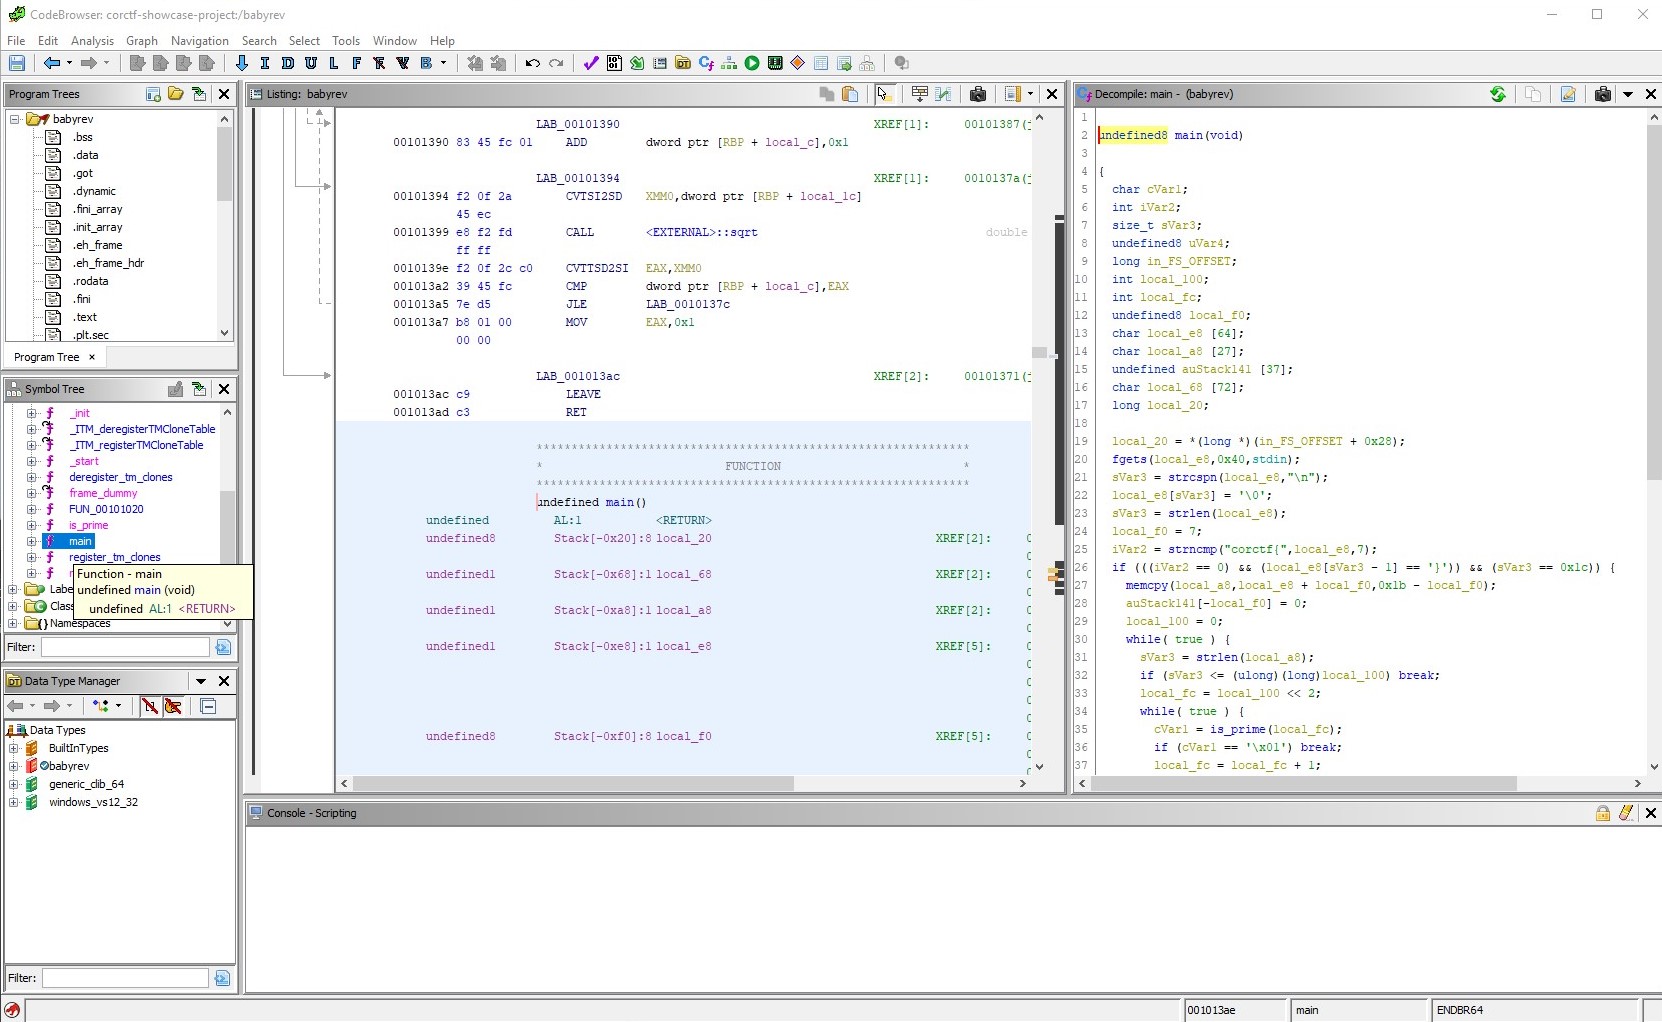 CodeBrowser: corctf-showcase-project:/babyrev
File Edit Analysis Graph Navigation Search Select Tools Window Help
I D U L F B
Program Trees
babyrev
.bss
.data
.got
.dynamic
.fini_array
.init_array
.eh_frame
.eh_frame_hdr
.rodata
.fini
.text
.plt.sec
Program Tree ×
Symbol Tree
_init
_ITM_deregisterTMCloneTable
_ITM_registerTMCloneTable
_start
deregister_tm_clones
frame_dummy
FUN_00101020
is_prime
main
register_tm_clones
Function - main
undefined main (void)
undefined AL:1 <RETURN>
Namespaces
Filter:
Data Type Manager
Data Types
BuiltInTypes
babyrev
generic_clib_64
windows_vs12_32
Filter:
Listing: babyrev
LAB_00101390 XREF[1]: 00101387(
00101390 83 45 fc 01 ADD dword ptr [RBP + local_c],0x1
LAB_00101394 XREF[1]: 0010137a(
00101394 f2 0f 2a CVTSI2SD XMM0,dword ptr [RBP + local_1c]
45 ec
00101399 e8 f2 fd CALL <EXTERNAL>::sqrt double
ff ff
0010139e f2 0f 2c c0 CVTTSD2SI EAX,XMM0
001013a2 39 45 fc CMP dword ptr [RBP + local_c],EAX
001013a5 7e d5 JLE LAB_0010137c
001013a7 b8 01 00 MOV EAX,0x1
00 00
LAB_001013ac XREF[2]: 00101371(
001013ac c9 LEAVE
001013ad c3 RET
************************************************************
* FUNCTION *
************************************************************
undefined main()
undefined AL:1 <RETURN>
undefined8 Stack[-0x20]:8 local_20 XREF[2]: 0
undefined1 Stack[-0x68]:1 local_68 XREF[2]: 0
undefined1 Stack[-0xa8]:1 local_a8 XREF[2]: 0
undefined1 Stack[-0xe8]:1 local_e8 XREF[5]: 0
undefined8 Stack[-0xf0]:8 local_f0 XREF[5]: 0
Decompile: main - (babyrev)
1
2 undefined8 main(void)
3
4 {
5 char cVar1;
6 int iVar2;
7 size_t sVar3;
8 undefined8 uVar4;
9 long in_FS_OFFSET;
10 int local_100;
11 int local_fc;
12 undefined8 local_f0;
13 char local_e8 [64];
14 char local_a8 [27];
15 undefined auStack141 [37];
16 char local_68 [72];
17 long local_20;
18
19 local_20 = *(long *)(in_FS_OFFSET + 0x28);
20 fgets(local_e8,0x40,stdin);
21 sVar3 = strcspn(local_e8,"\n");
22 local_e8[sVar3] = '\0';
23 sVar3 = strlen(local_e8);
24 local_f0 = 7;
25 iVar2 = strncmp("corctf{",local_e8,7);
26 if (((iVar2 == 0) && (local_e8[sVar3 - 1] == '}')) && (sVar3 == 0x1c)) {
27 memcpy(local_a8,local_e8 + local_f0,0x1b - local_f0);
28 auStack141[-local_f0] = 0;
29 local_100 = 0;
30 while( true ) {
31 sVar3 = strlen(local_a8);
32 if (sVar3 <= (ulong)(long)local_100) break;
33 local_fc = local_100 << 2;
34 while( true ) {
35 cVar1 = is_prime(local_fc);
36 if (cVar1 == '\x01') break;
37 local_fc = local_fc + 1;
Console - Scripting
001013ae main ENDBR64